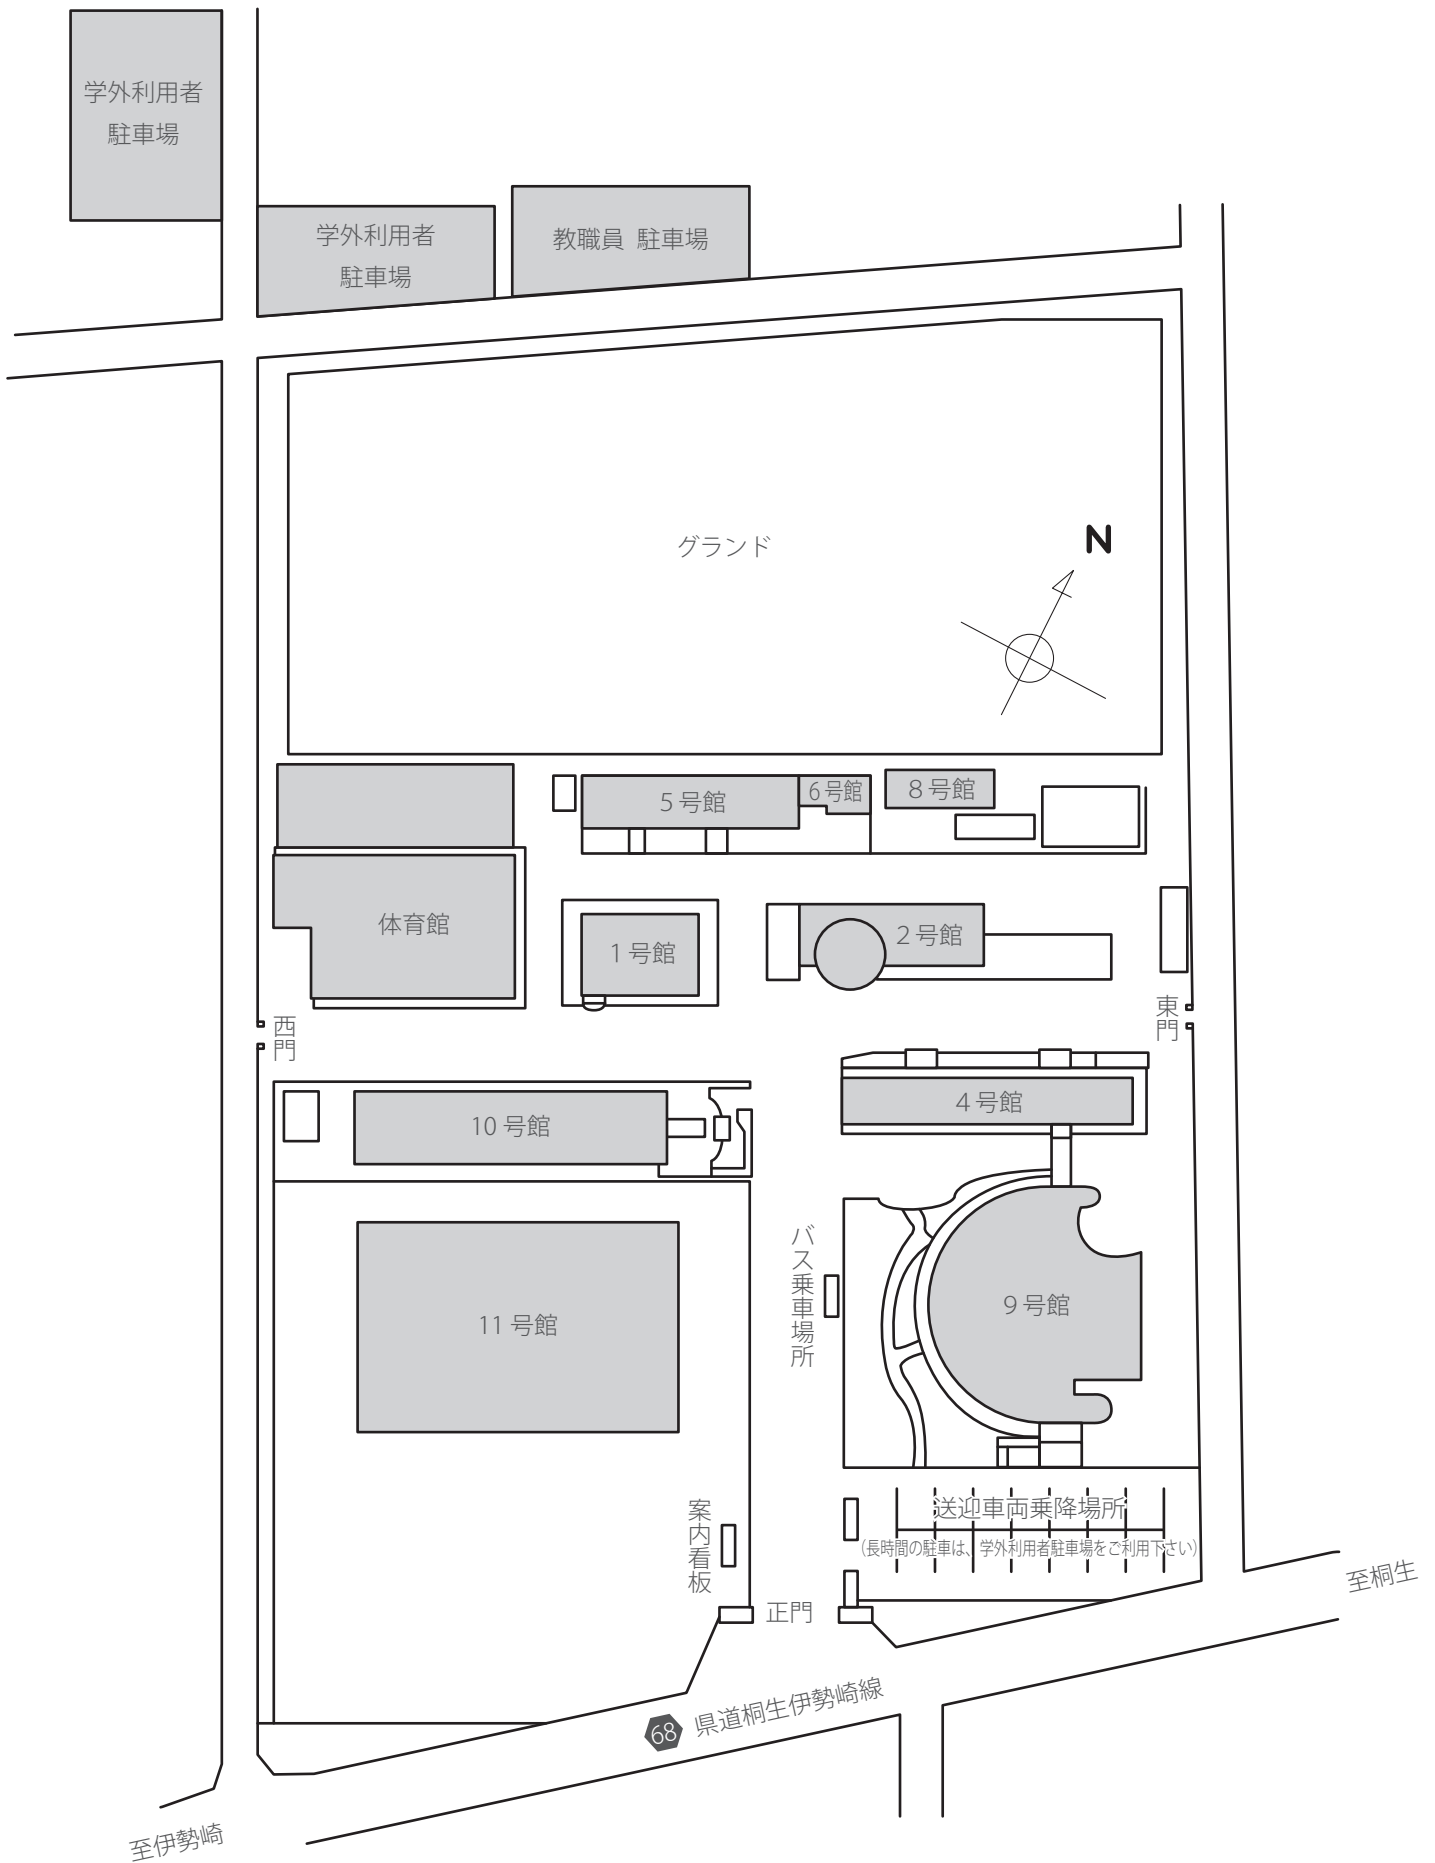 学外利用者
駐車場
学外利用者
駐車場
教職員 駐車場
グランド
N
5号館
6号館
8号館
体育館
1号館
2号館
東門
西門
4号館
10号館
バス乗車場所
9号館
11号館
案内看板
送迎車両乗降場所
(長時間の駐車は、学外利用者駐車場をご利用下さい)
正門
至桐生
68 県道桐生伊勢崎線
至伊勢崎